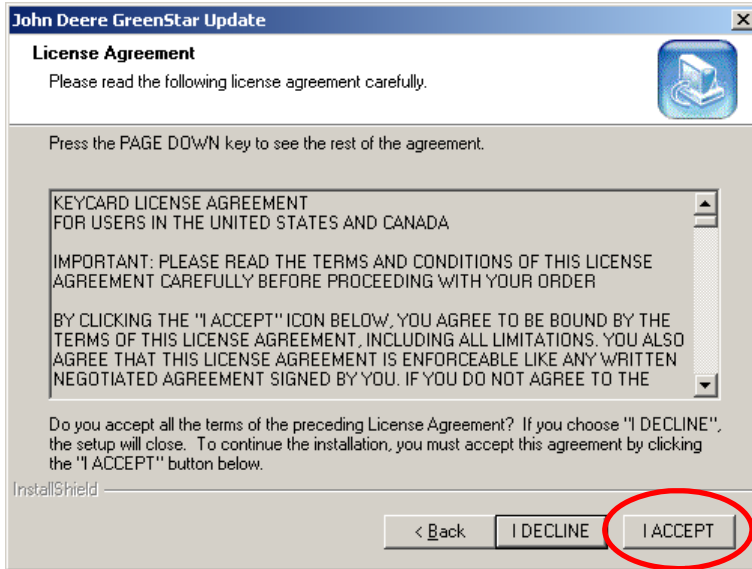 John Deere GreenStar Update
License Agreement
Please read the following license agreement carefully.
Press the PAGE DOWN key to see the rest of the agreement.
KEYCARD LICENSE AGREEMENT
FOR USERS IN THE UNITED STATES AND CANADA
IMPORTANT: PLEASE READ THE TERMS AND CONDITIONS OF THIS LICENSE
AGREEMENT CAREFULLY BEFORE PROCEEDING WITH YOUR ORDER
BY CLICKING THE "I ACCEPT" ICON BELOW, YOU AGREE TO BE BOUND BY THE
TERMS OF THIS LICENSE AGREEMENT, INCLUDING ALL LIMITATIONS. YOU ALSO
AGREE THAT THIS LICENSE AGREEMENT IS ENFORCEABLE LIKE ANY WRITTEN
NEGOTIATED AGREEMENT SIGNED BY YOU. IF YOU DO NOT AGREE TO THE
Do you accept all the terms of the preceding License Agreement? If you choose "I DECLINE",
the setup will close. To continue the installation, you must accept this agreement by clicking
the "I ACCEPT" button below.
InstallShield
< Back I DECLINE I ACCEPT